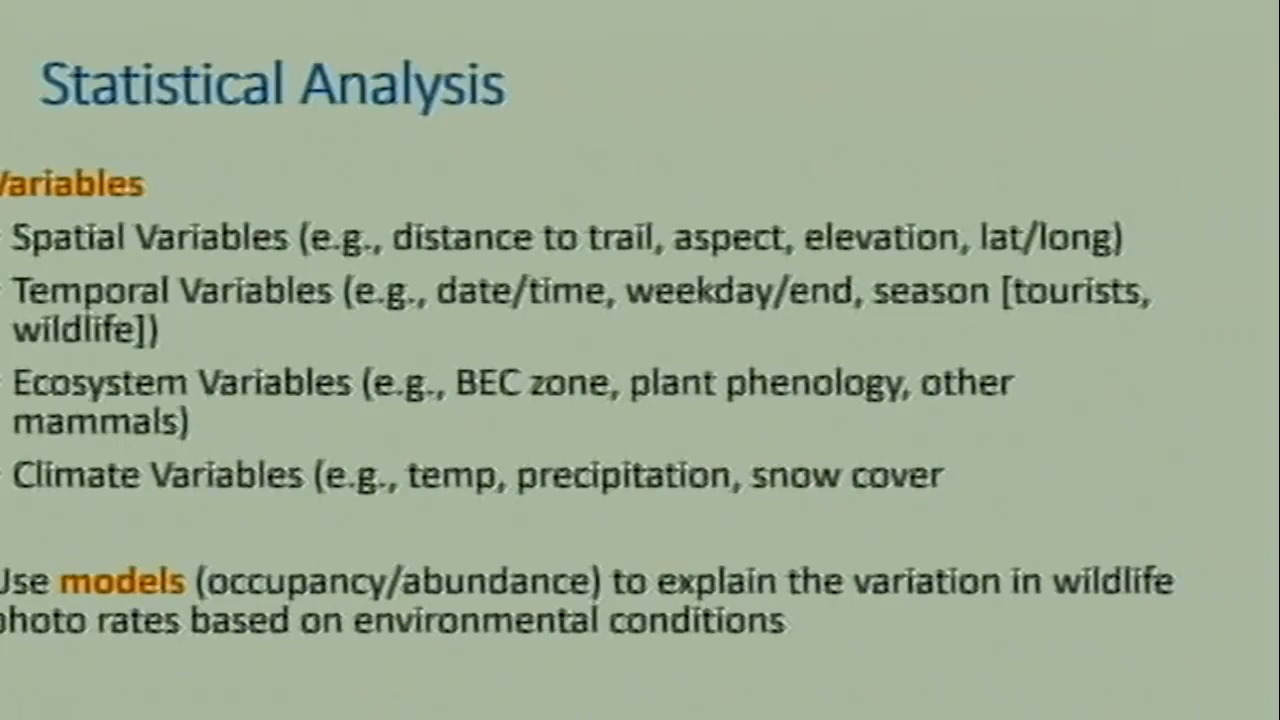 Statistical Analysis
Variables
Spatial Variables (e.g., distance to trail, aspect, elevation, lat/long)
Temporal Variables (e.g., date/time, weekday/end, season [tourists,
wildlife])
Ecosystem Variables (e.g., BEC zone, plant phenology, other
mammals)
Climate Variables (e.g., temp, precipitation, snow cover
Use models (occupancy/abundance) to explain the variation in wildlife
photo rates based on environmental conditions